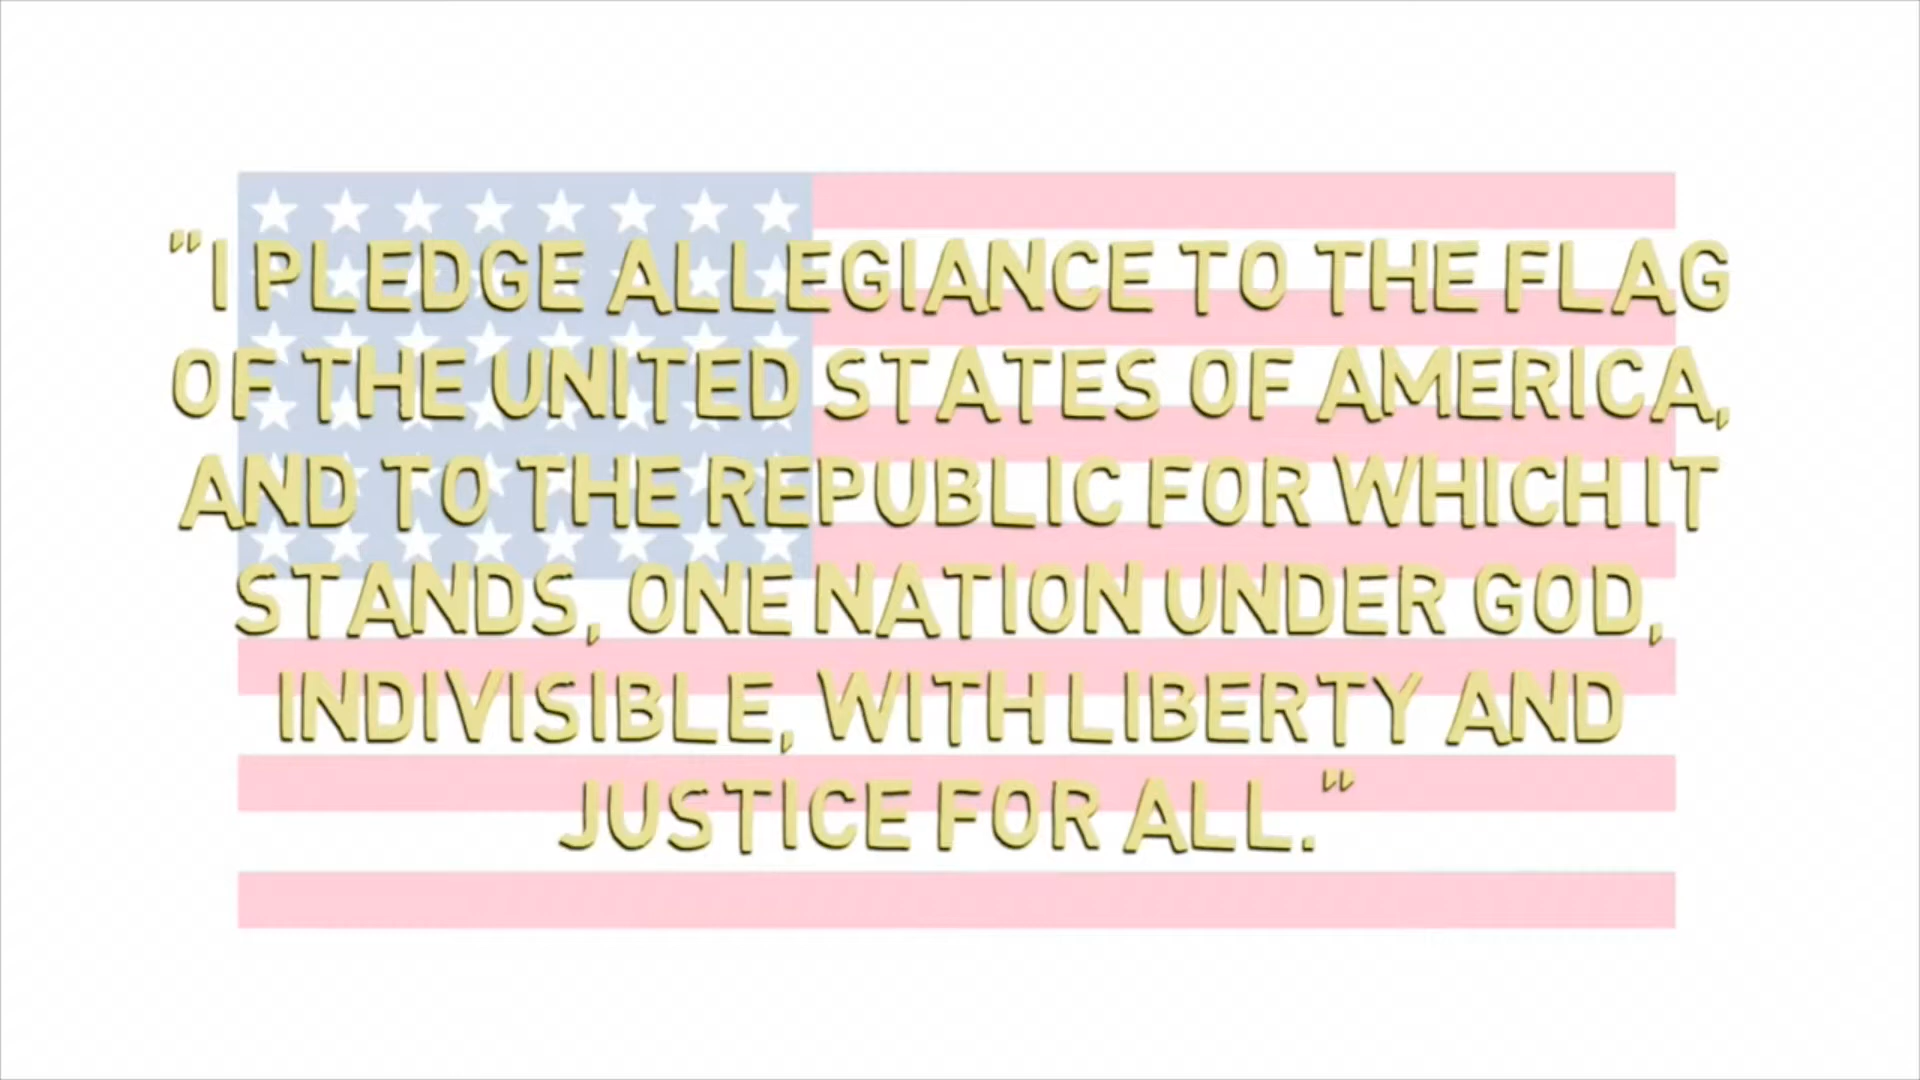 "I PLEDGE ALLEGIANCE TO THE FLAG
OF THE UNITED STATES OF AMERICA,
AND TO THE REPUBLIC FOR WHICH IT
STANDS, ONE NATION UNDER GOD,
INDIVISIBLE, WITH LIBERTY AND
JUSTICE FOR ALL."